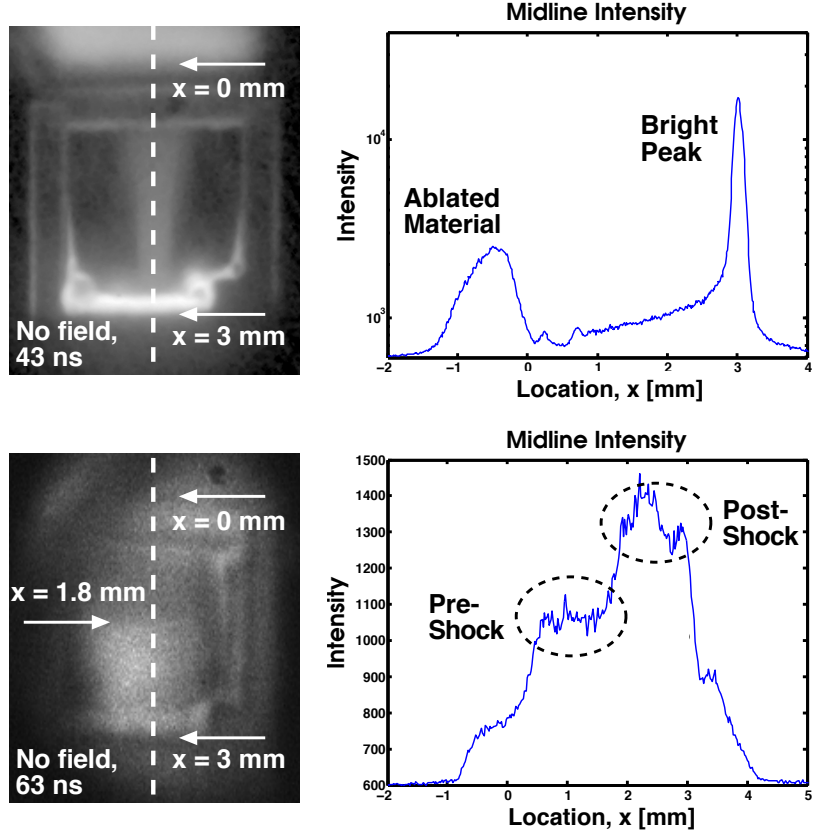 x = 0 mm
x = 3 mm
No field,
43 ns
Midline Intensity
10^4
10^3
Intensity
Ablated
Material
Bright
Peak
−2 −1 0 1 2 3 4
Location, x [mm]
x = 0 mm
x = 1.8 mm
x = 3 mm
No field,
63 ns
Midline Intensity
1500
1400
1300
1200
1100
1000
900
800
700
600
Intensity
Pre-
Shock
Post-
Shock
−2 −1 0 1 2 3 4 5
Location, x [mm]